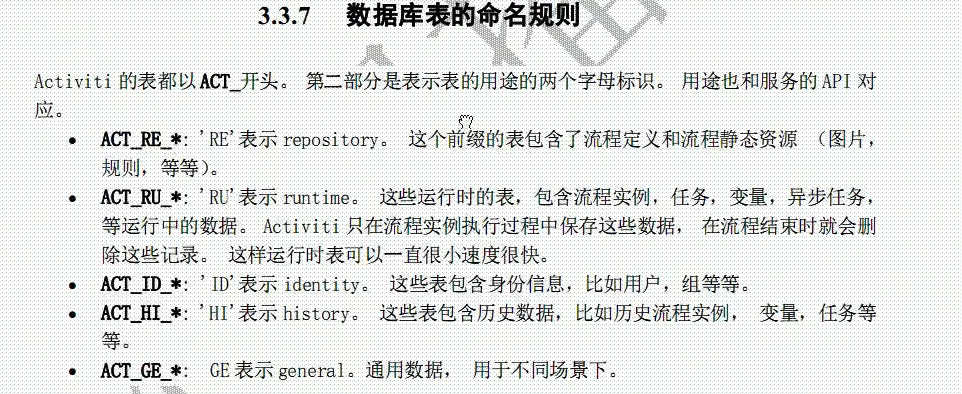 3.3.7 数据库表的命名规则
Activiti 的表都以 ACT_开头。 第二部分是表示表的用途的两个字母标识。 用途也和服务的 API 对
应。
● ACT_RE_*: 'RE'表示 repository。 这个前缀的表包含了流程定义和流程静态资源 （图片，
规则，等等）。
● ACT_RU_*: 'RU'表示 runtime。 这些运行时的表，包含流程实例，任务，变量，异步任务，
等运行中的数据。 Activiti 只在流程实例执行过程中保存这些数据， 在流程结束时就会删
除这些记录。 这样运行时表可以一直很小速度很快。
● ACT_ID_*: 'ID'表示 identity。 这些表包含身份信息，比如用户，组等等。
● ACT_HI_*: 'HI'表示 history。 这些表包含历史数据，比如历史流程实例， 变量，任务等
等。
● ACT_GE_*: GE 表示 general。通用数据， 用于不同场景下。